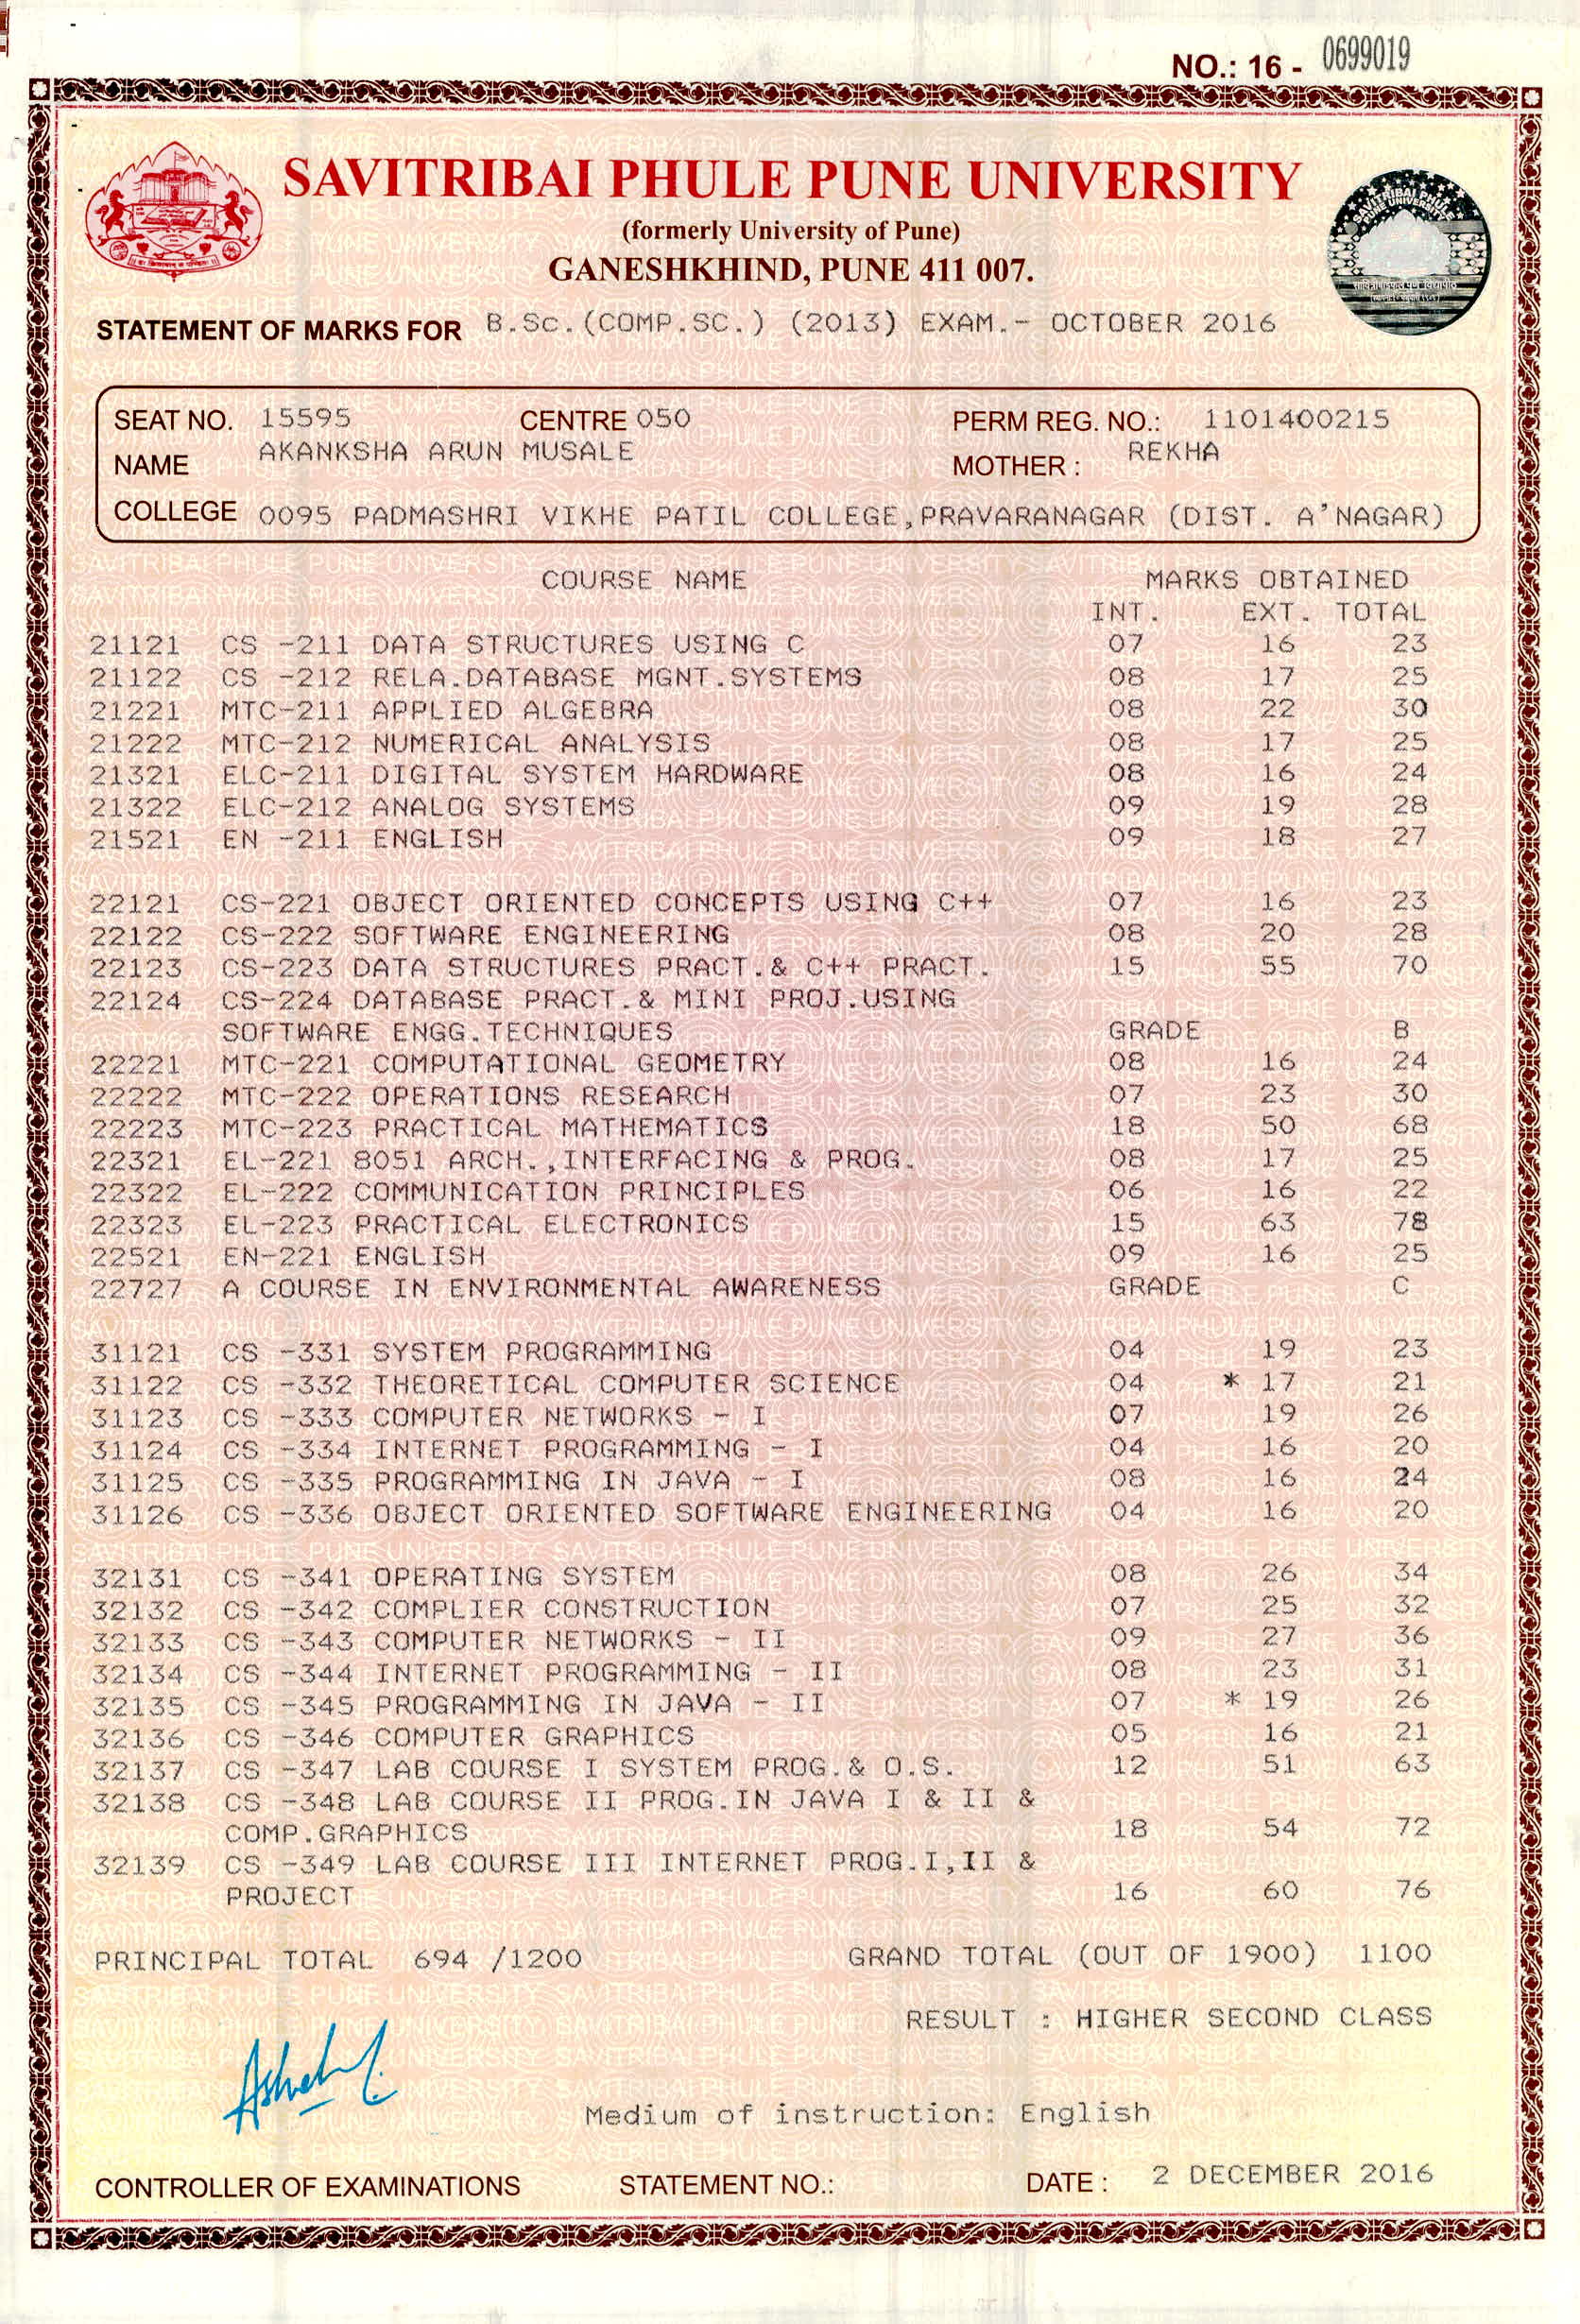 NO.: 16 - 0699019
SAVITRIBAI PHULE PUNE UNIVERSITY
(formerly University of Pune)
GANESHKHIND, PUNE 411 007.
STATEMENT OF MARKS FOR B.Sc.(COMP.SC.) (2013) EXAM.- OCTOBER 2016
SEAT NO. 15595 CENTRE 050 PERM REG. NO.: 1101400215
NAME AKANKSHA ARUN MUSALE MOTHER : REKHA
COLLEGE 0095 PADMASHRI VIKHE PATIL COLLEGE,PRAVARANAGAR (DIST. A'NAGAR)
COURSE NAME MARKS OBTAINED
INT. EXT. TOTAL
21121 CS -211 DATA STRUCTURES USING C 07 16 23
21122 CS -212 RELA.DATABASE MGNT.SYSTEMS 08 17 25
21221 MTC-211 APPLIED ALGEBRA 08 22 30
21222 MTC-212 NUMERICAL ANALYSIS 08 17 25
21321 ELC-211 DIGITAL SYSTEM HARDWARE 08 16 24
21322 ELC-212 ANALOG SYSTEMS 09 19 28
21521 EN -211 ENGLISH 09 18 27
22121 CS-221 OBJECT ORIENTED CONCEPTS USING C++ 07 16 23
22122 CS-222 SOFTWARE ENGINEERING 08 20 28
22123 CS-223 DATA STRUCTURES PRACT.& C++ PRACT. 15 55 70
22124 CS-224 DATABASE PRACT.& MINI PROJ.USING
SOFTWARE ENGG.TECHNIQUES GRADE B
22221 MTC-221 COMPUTATIONAL GEOMETRY 08 16 24
22222 MTC-222 OPERATIONS RESEARCH 07 23 30
22223 MTC-223 PRACTICAL MATHEMATICS 18 50 68
22321 EL-221 8051 ARCH.,INTERFACING & PROG. 08 17 25
22322 EL-222 COMMUNICATION PRINCIPLES 06 16 22
22323 EL-223 PRACTICAL ELECTRONICS 15 63 78
22521 EN-221 ENGLISH 09 16 25
22727 A COURSE IN ENVIRONMENTAL AWARENESS GRADE C
31121 CS -331 SYSTEM PROGRAMMING 04 19 23
31122 CS -332 THEORETICAL COMPUTER SCIENCE 04 * 17 21
31123 CS -333 COMPUTER NETWORKS - I 07 19 26
31124 CS -334 INTERNET PROGRAMMING - I 04 16 20
31125 CS -335 PROGRAMMING IN JAVA - I 08 16 24
31126 CS -336 OBJECT ORIENTED SOFTWARE ENGINEERING 04 16 20
32131 CS -341 OPERATING SYSTEM 08 26 34
32132 CS -342 COMPLIER CONSTRUCTION 07 25 32
32133 CS -343 COMPUTER NETWORKS - II 09 27 36
32134 CS -344 INTERNET PROGRAMMING - II 08 23 31
32135 CS -345 PROGRAMMING IN JAVA - II 07 * 19 26
32136 CS -346 COMPUTER GRAPHICS 05 16 21
32137 CS -347 LAB COURSE I SYSTEM PROG.& O.S. 12 51 63
32138 CS -348 LAB COURSE II PROG.IN JAVA I & II &
COMP.GRAPHICS 18 54 72
32139 CS -349 LAB COURSE III INTERNET PROG.I,II &
PROJECT 16 60 76
PRINCIPAL TOTAL 694 /1200 GRAND TOTAL (OUT OF 1900) 1100
RESULT : HIGHER SECOND CLASS
Medium of instruction: English
CONTROLLER OF EXAMINATIONS STATEMENT NO.: DATE : 2 DECEMBER 2016